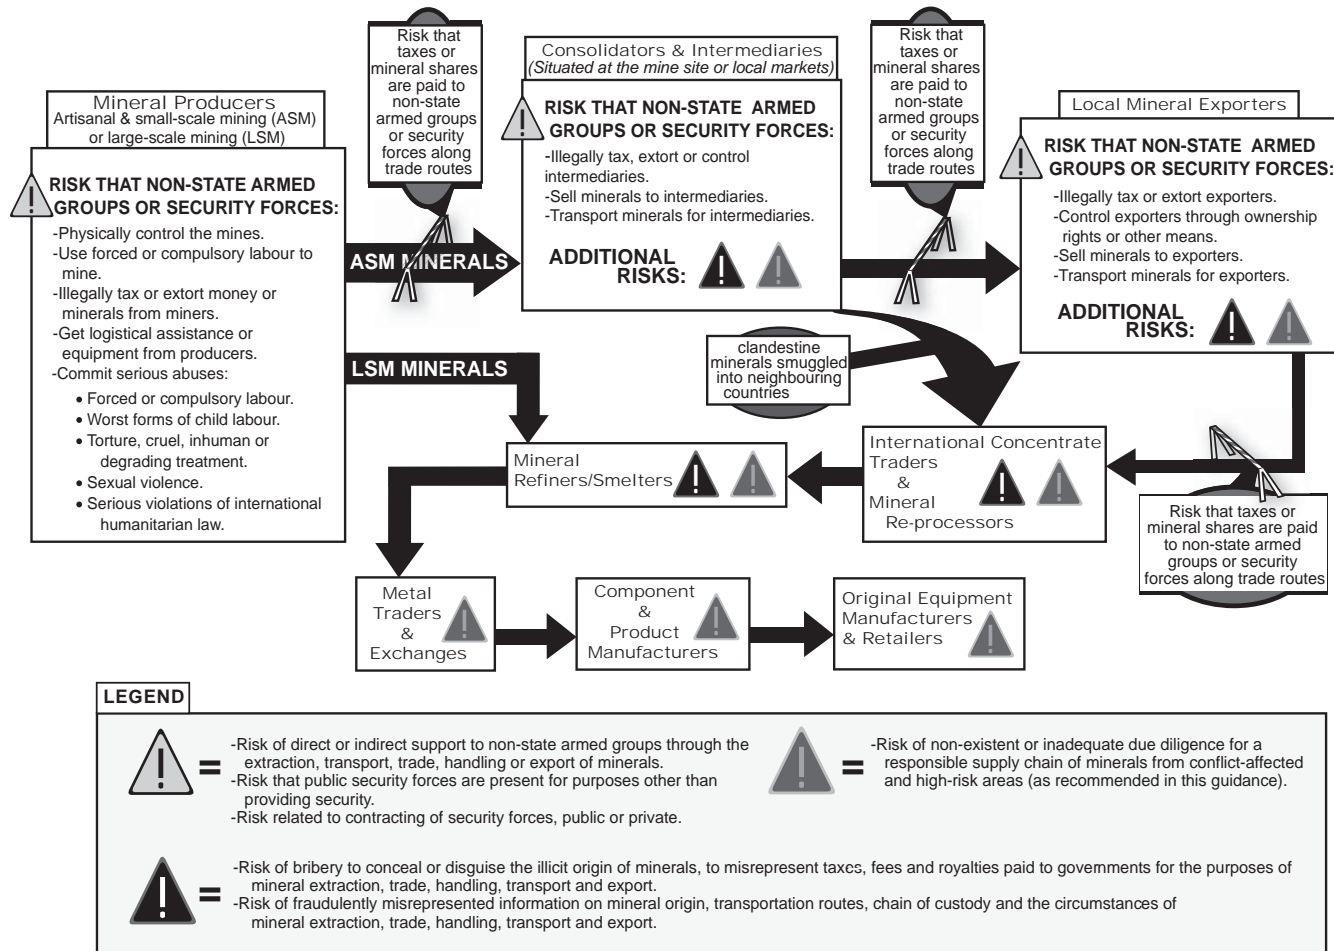 Mineral Producers
Artisanal & small-scale mining (ASM)
or large-scale mining (LSM)
RISK THAT NON-STATE ARMED
GROUPS OR SECURITY FORCES:
-Physically control the mines.
-Use forced or compulsory labour to
mine.
-Illegally tax or extort money or
minerals from miners.
-Get logistical assistance or
equipment from producers.
-Commit serious abuses:
• Forced or compulsory labour.
• Worst forms of child labour.
• Torture, cruel, inhuman or
degrading treatment.
• Sexual violence.
• Serious violations of international
humanitarian law.
Risk that
taxes or
mineral shares
are paid to
non-state
armed groups
or security
forces along
trade routes
ASM MINERALS
LSM MINERALS
Consolidators & Intermediaries
(Situated at the mine site or local markets)
RISK THAT NON-STATE ARMED
GROUPS OR SECURITY FORCES:
-Illegally tax, extort or control
intermediaries.
-Sell minerals to intermediaries.
-Transport minerals for intermediaries.
ADDITIONAL
RISKS:
Risk that
taxes or
mineral shares
are paid to
non-state
armed groups
or security
forces along
trade routes
Local Mineral Exporters
RISK THAT NON-STATE ARMED
GROUPS OR SECURITY FORCES:
-Illegally tax or extort exporters.
-Control exporters through ownership
rights or other means.
-Sell minerals to exporters.
-Transport minerals for exporters.
ADDITIONAL
RISKS:
clandestine
minerals smuggled
into neighbouring
countries
Risk that taxes or
mineral shares are paid
to non-state armed
groups or security
forces along trade routes
International Concentrate
Traders
&
Mineral
Re-processors
Mineral
Refiners/Smelters
Metal
Traders
&
Exchanges
Component
&
Product
Manufacturers
Original Equipment
Manufacturers
& Retailers
LEGEND
=
-Risk of direct or indirect support to non-state armed groups through the
extraction, transport, trade, handling or export of minerals.
-Risk that public security forces are present for purposes other than
providing security.
-Risk related to contracting of security forces, public or private.
=
-Risk of non-existent or inadequate due diligence for a
responsible supply chain of minerals from conflict-affected
and high-risk areas (as recommended in this guidance).
=
-Risk of bribery to conceal or disguise the illicit origin of minerals, to misrepresent taxes, fees and royalties paid to governments for the purposes of
mineral extraction, trade, handling, transport and export.
-Risk of fraudulently misrepresented information on mineral origin, transportation routes, chain of custody and the circumstances of
mineral extraction, trade, handling, transport and export.